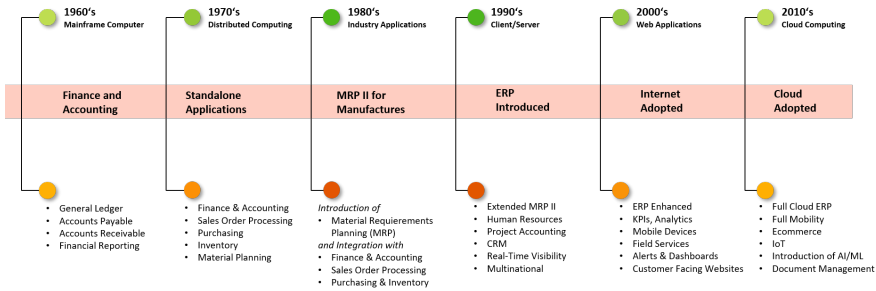 1960‘s
Mainframe Computer
1970‘s
Distributed Computing
1980‘s
Industry Applications
1990‘s
Client/Server
2000‘s
Web Applications
2010‘s
Cloud Computing
Finance and
Accounting
Standalone
Applications
MRP II for
Manufactures
ERP
Introduced
Internet
Adopted
Cloud
Adopted
• General Ledger
• Accounts Payable
• Accounts Receivable
• Financial Reporting
• Finance & Accounting
• Sales Order Processing
• Purchasing
• Inventory
• Material Planning
Introduction of
• Material Requierements
Planning (MRP)
and Integration with
• Finance & Accounting
• Sales Order Processing
• Purchasing & Inventory
• Extended MRP II
• Human Resources
• Project Accounting
• CRM
• Real-Time Visibility
• Multinational
• ERP Enhanced
• KPIs, Analytics
• Mobile Devices
• Field Services
• Alerts & Dashboards
• Customer Facing Websites
• Full Cloud ERP
• Full Mobility
• Ecommerce
• IoT
• Introduction of AI/ML
• Document Management